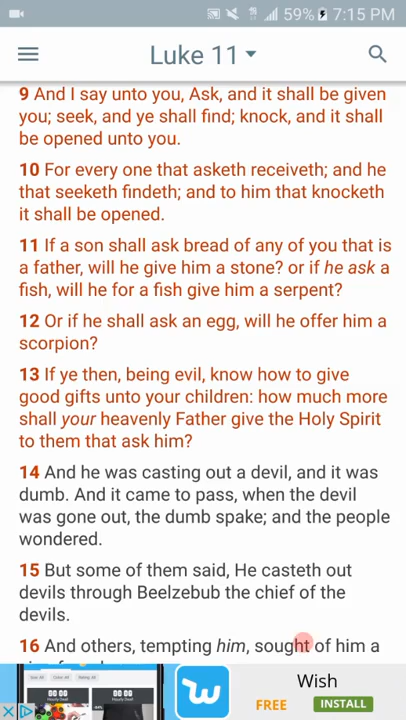 59% 7:15 PM
Luke 11
9 And I say unto you, Ask, and it shall be given
you; seek, and ye shall find; knock, and it shall
be opened unto you.
10 For every one that asketh receiveth; and he
that seeketh findeth; and to him that knocketh
it shall be opened.
11 If a son shall ask bread of any of you that is
a father, will he give him a stone? or if he ask a
fish, will he for a fish give him a serpent?
12 Or if he shall ask an egg, will he offer him a
scorpion?
13 If ye then, being evil, know how to give
good gifts unto your children: how much more
shall your heavenly Father give the Holy Spirit
to them that ask him?
14 And he was casting out a devil, and it was
dumb. And it came to pass, when the devil
was gone out, the dumb spake; and the people
wondered.
15 But some of them said, He casteth out
devils through Beelzebub the chief of the
devils.
16 And others, tempting him, sought of him a
Wish
FREE INSTALL